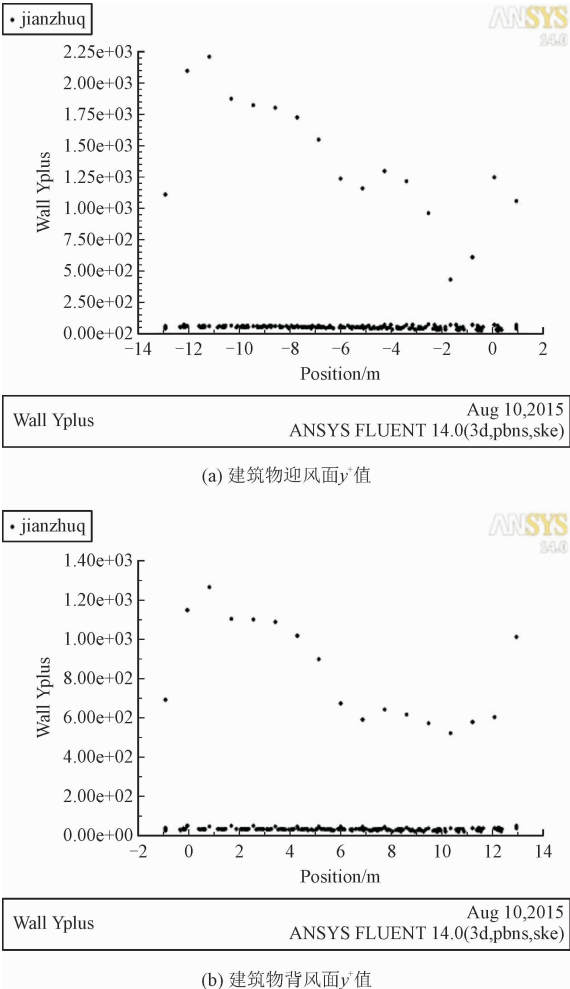 jianzhuq
ANSYS
14.0
2.25e+03
2.00e+03
1.75e+03
1.50e+03
1.25e+03
1.00e+03
7.50e+02
5.00e+02
2.50e+02
0.00e+02
Wall Yplus
−14 −12 −10 −8 −6 −4 −2 0 2
Position/m
Wall Yplus
Aug 10,2015
ANSYS FLUENT 14.0(3d,pbns,ske)
(a) 建筑物迎风面y⁺值
jianzhuq
ANSYS
14.0
1.40e+03
1.20e+03
1.00e+03
8.00e+02
6.00e+02
4.00e+02
2.00e+02
0.00e+00
Wall Yplus
−2 0 2 4 6 8 10 12 14
Position/m
Wall Yplus
Aug 10,2015
ANSYS FLUENT 14.0(3d,pbns,ske)
(b) 建筑物背风面y⁺值